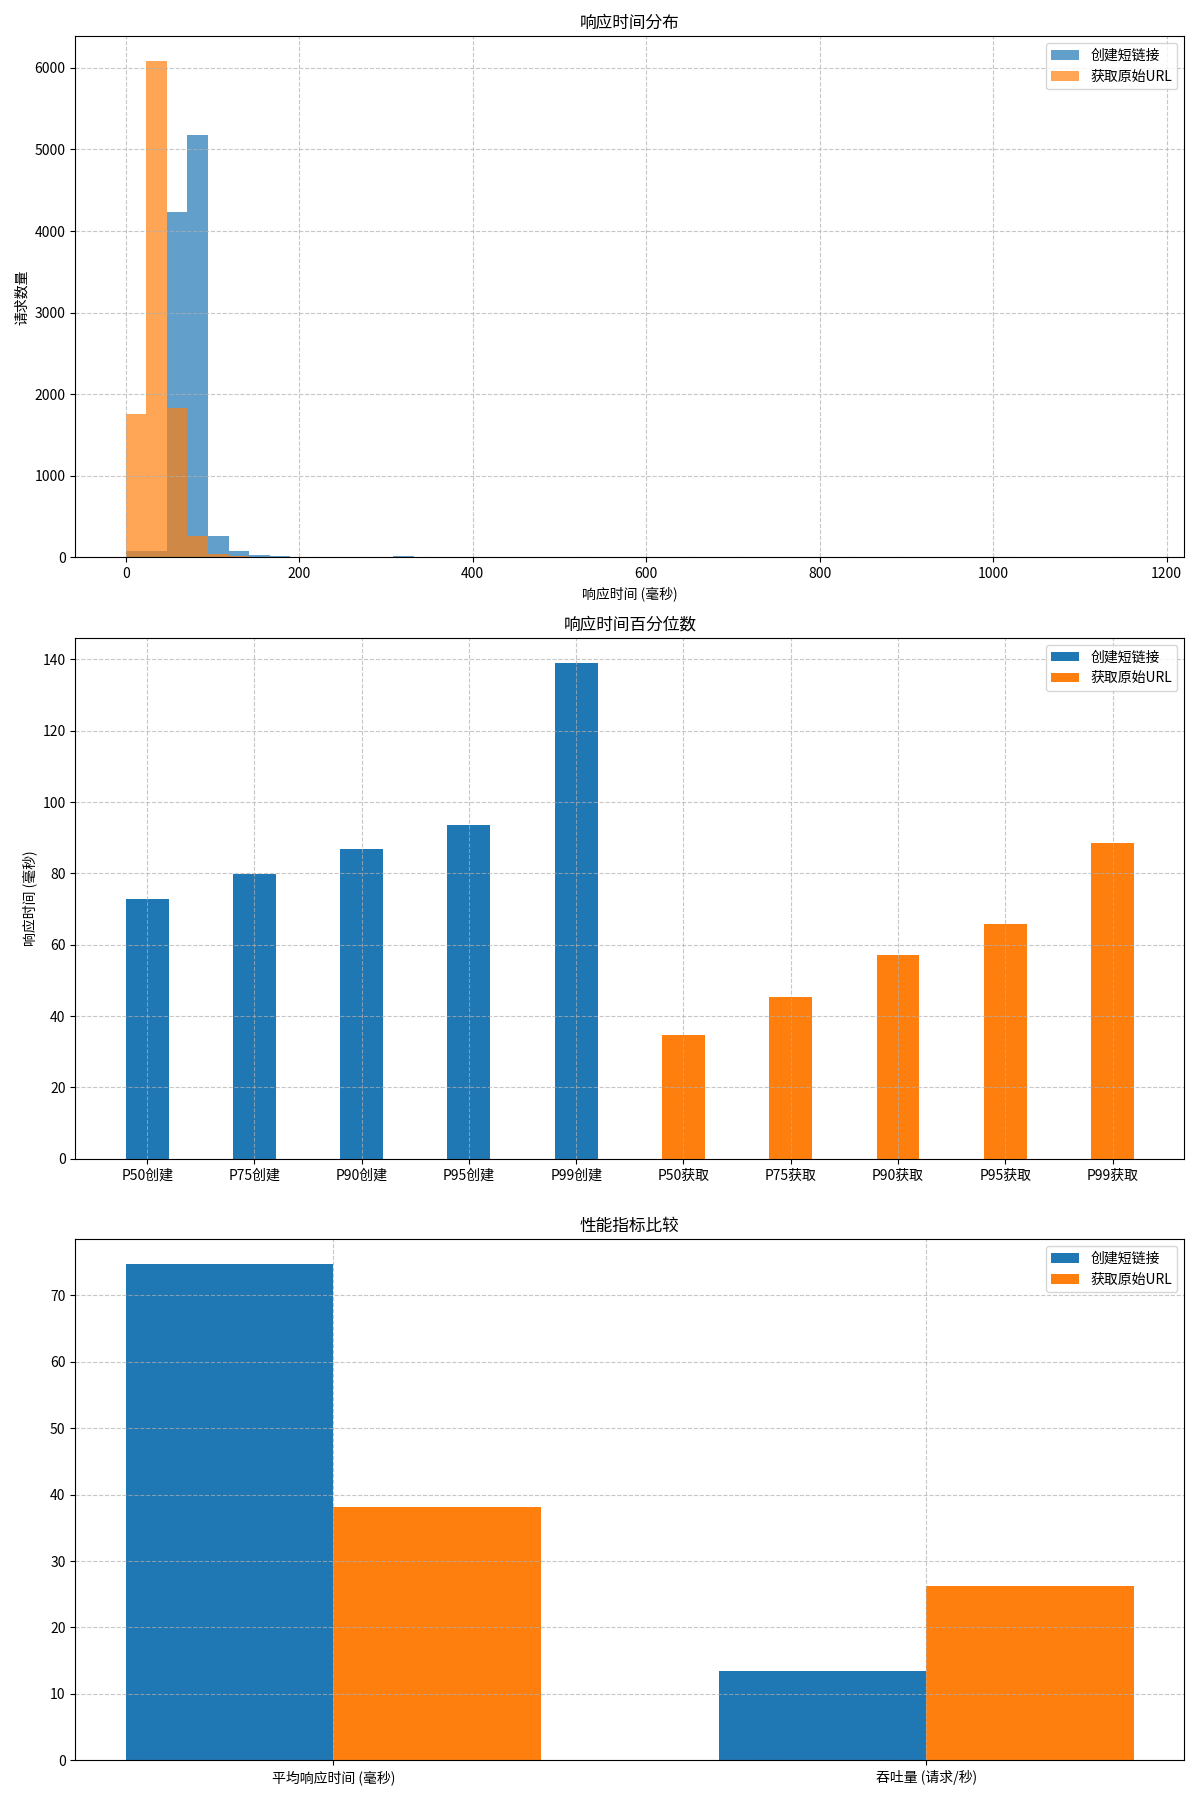 响应时间分布
创建短链接
获取原始URL
6000
5000
4000
3000
2000
1000
0
请求数量
0 200 400 600 800 1000 1200
响应时间 (毫秒)
响应时间百分位数
创建短链接
获取原始URL
140
120
100
80
60
40
20
0
响应时间 (毫秒)
P50创建 P75创建 P90创建 P95创建 P99创建 P50获取 P75获取 P90获取 P95获取 P99获取
性能指标比较
创建短链接
获取原始URL
70
60
50
40
30
20
10
0
平均响应时间 (毫秒) 吞吐量 (请求/秒)